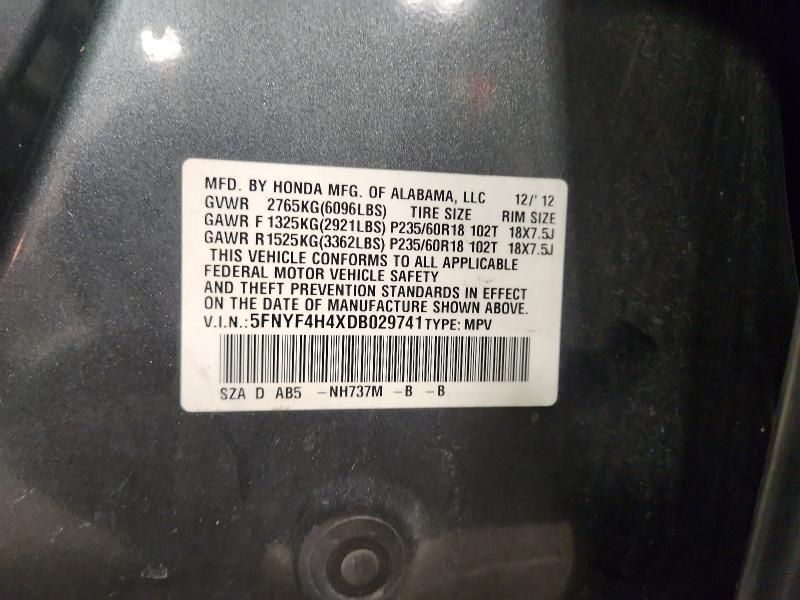 MFD. BY HONDA MFG. OF ALABAMA, LLC 12/'12
GVWR 2765KG(6096LBS) TIRE SIZE RIM SIZE
GAWR F 1325KG(2921LBS) P235/60R18 102T 18X7.5J
GAWR R 1525KG(3362LBS) P235/60R18 102T 18X7.5J
THIS VEHICLE CONFORMS TO ALL APPLICABLE
FEDERAL MOTOR VEHICLE SAFETY
AND THEFT PREVENTION STANDARDS IN EFFECT
ON THE DATE OF MANUFACTURE SHOWN ABOVE.
V.I.N.: 5FNYF4H4XDB029741 TYPE: MPV
SZA D AB5 -NH737M -B -B